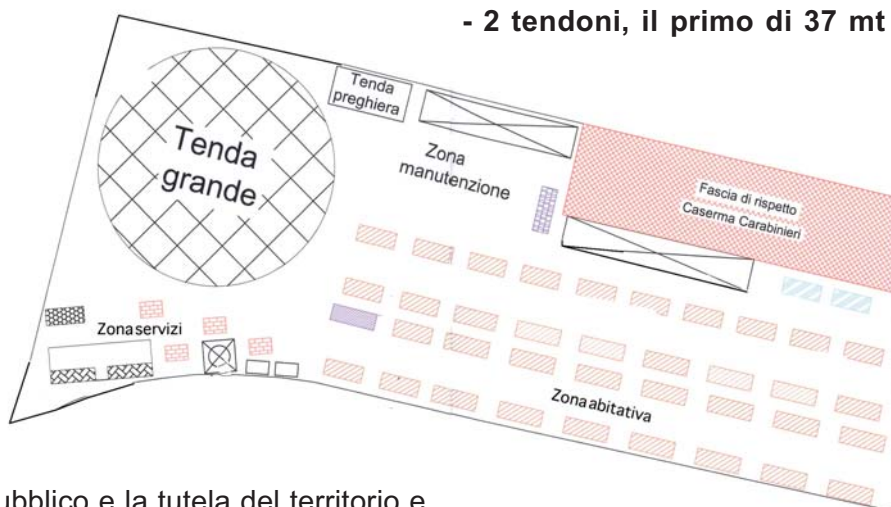 - 2 tendoni, il primo di 37 mt
Tenda
preghiera
Tenda
grande
Zona
manutenzione
Fascia di rispetto
Caserma Carabinieri
Zona servizi
Zona abitativa
ubblico e la tutela del territorio e